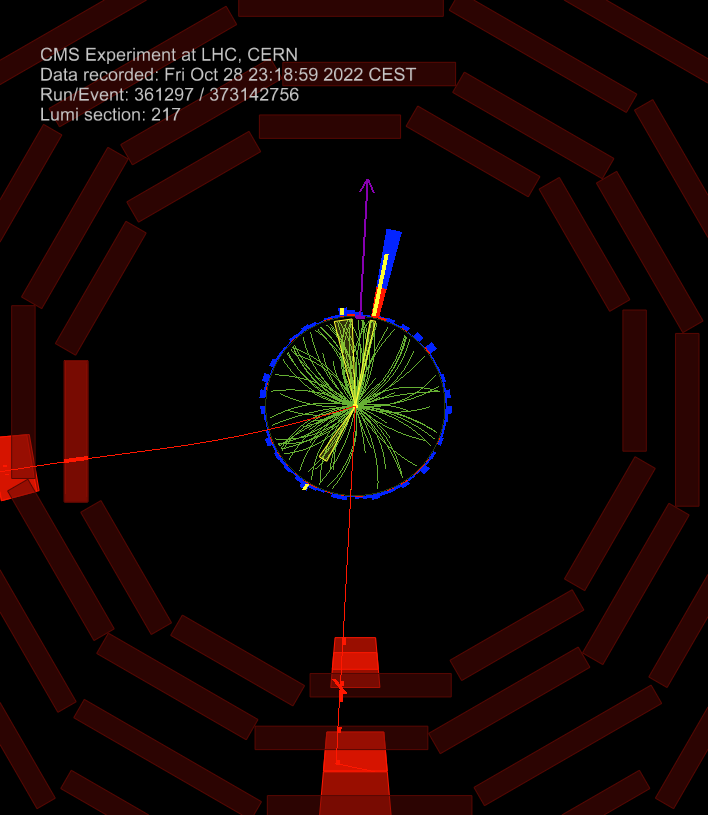 CMS Experiment at LHC, CERN
Data recorded: Fri Oct 28 23:18:59 2022 CEST
Run/Event: 361297 / 373142756
Lumi section: 217